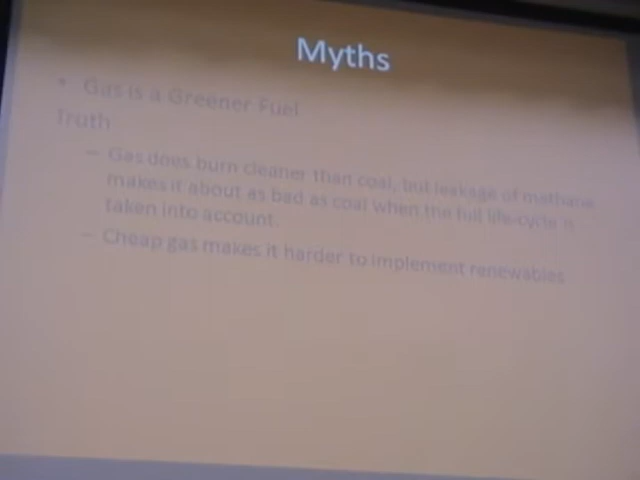 Myths
• Gas is a Greener Fuel
Truth
– Gas does burn cleaner than coal, but leakage of methane
makes it about as bad as coal when the full life-cycle is
taken into account.
– Cheap gas makes it harder to implement renewables